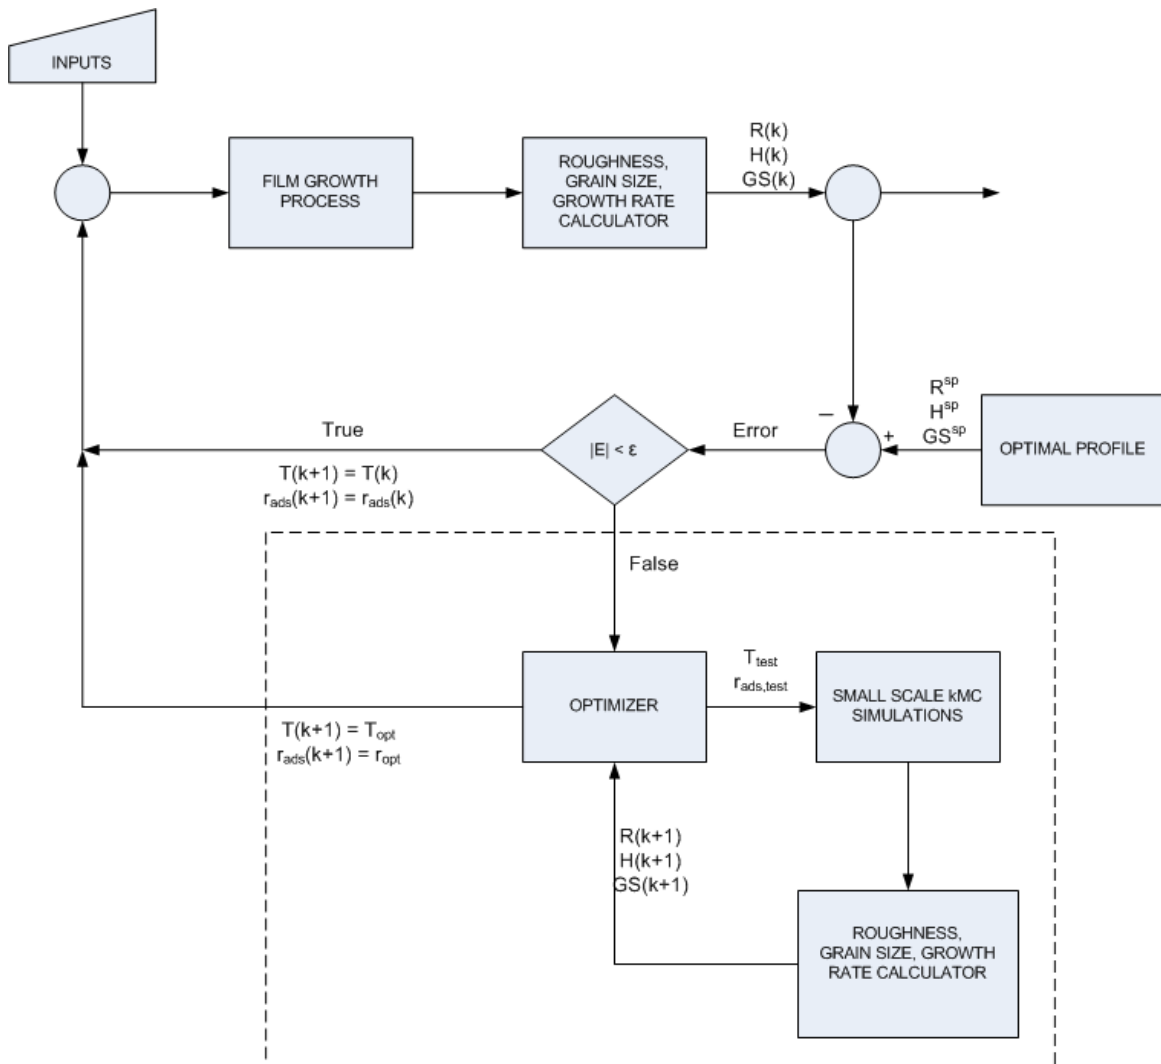 INPUTS
FILM GROWTH
PROCESS
ROUGHNESS,
GRAIN SIZE,
GROWTH RATE
CALCULATOR
R(k)
H(k)
GS(k)
R^sp
H^sp
GS^sp
OPTIMAL PROFILE
–
+
Error
|E| < ε
True
T(k+1) = T(k)
r_ads(k+1) = r_ads(k)
False
OPTIMIZER
T_test
r_ads,test
SMALL SCALE kMC
SIMULATIONS
T(k+1) = T_opt
r_ads(k+1) = r_opt
R(k+1)
H(k+1)
GS(k+1)
ROUGHNESS,
GRAIN SIZE, GROWTH
RATE CALCULATOR